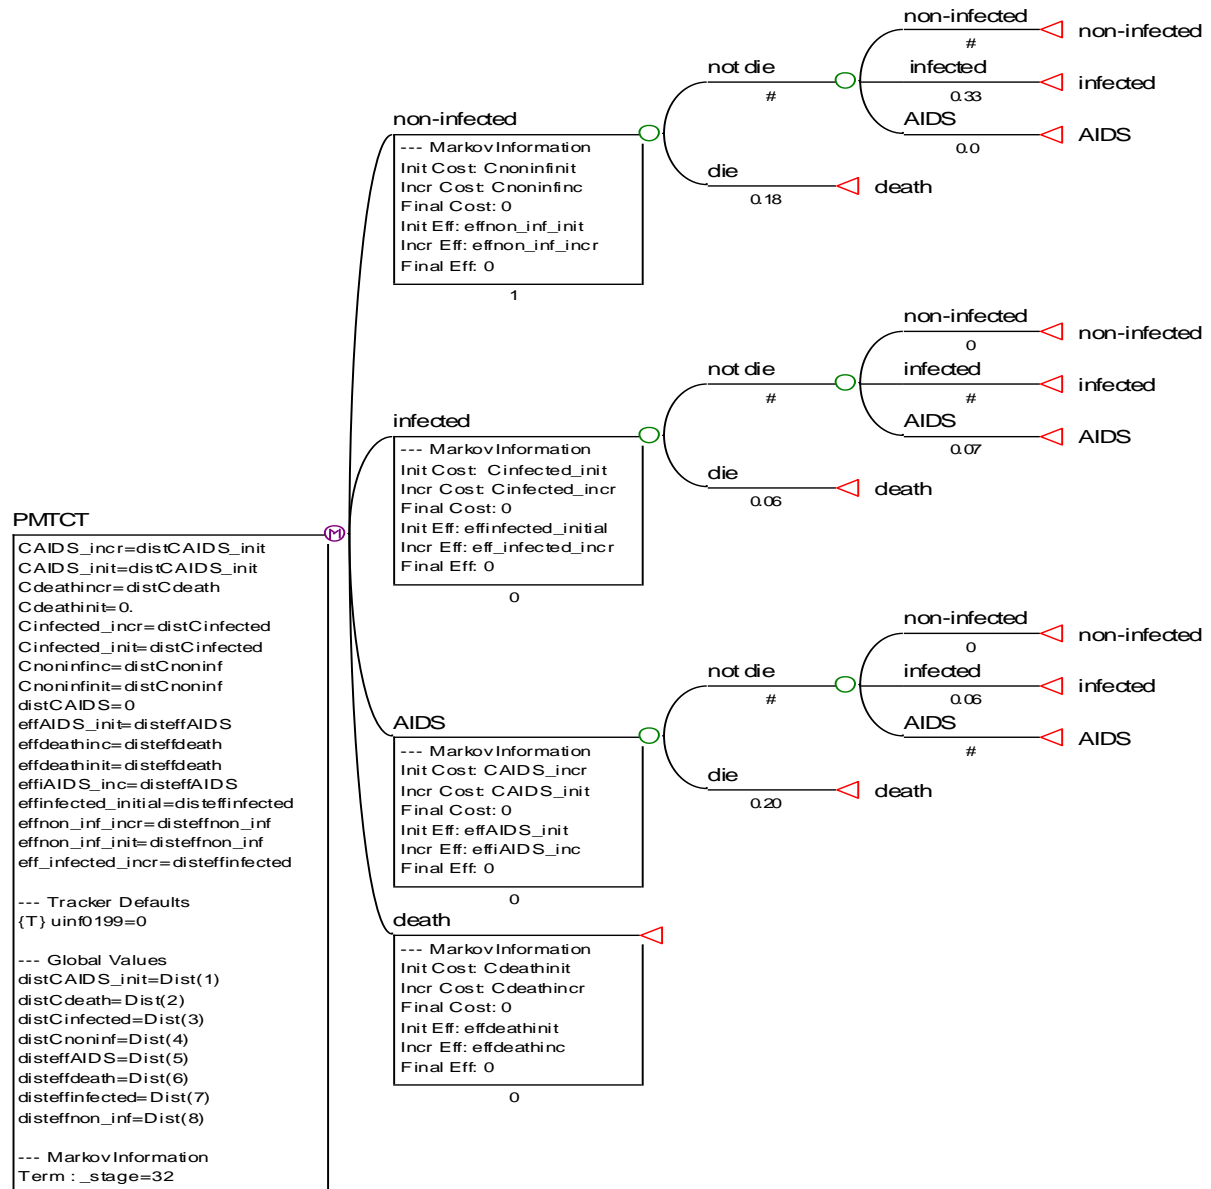 PMTCT
CAIDS_incr=distCAIDS_init
CAIDS_init=distCAIDS_init
Cdeathincr=distCdeath
Cdeathinit=0.
Cinfected_incr=distCinfected
Cinfected_init=distCinfected
Cnoninfinc=distCnoninf
Cnoninfinit=distCnoninf
distCAIDS=0
effAIDS_init=disteffAIDS
effdeathinc=disteffdeath
effdeathinit=disteffdeath
effiAIDS_inc=disteffAIDS
effinfected_initial=disteffinfected
effnon_inf_incr=disteffnon_inf
effnon_inf_init=disteffnon_inf
eff_infected_incr=disteffinfected
--- Tracker Defaults
{T} uinf0199=0
--- Global Values
distCAIDS_init=Dist(1)
distCdeath=Dist(2)
distCinfected=Dist(3)
distCnoninf=Dist(4)
disteffAIDS=Dist(5)
disteffdeath=Dist(6)
disteffinfected=Dist(7)
disteffnon_inf=Dist(8)
--- Markov Information
Term : _stage=32
M
non-infected
--- Markov Information
Init Cost: Cnoninfinit
Incr Cost: Cnoninfinc
Final Cost: 0
Init Eff: effnon_inf_init
Incr Eff: effnon_inf_incr
Final Eff: 0
1
not die
#
non-infected
#
non-infected
infected
0.33
infected
AIDS
0.0
AIDS
die
0.18
death
infected
--- Markov Information
Init Cost: Cinfected_init
Incr Cost: Cinfected_incr
Final Cost: 0
Init Eff: effinfected_initial
Incr Eff: eff_infected_incr
Final Eff: 0
0
not die
#
non-infected
0
non-infected
infected
#
infected
AIDS
0.07
AIDS
die
0.06
death
AIDS
--- Markov Information
Init Cost: CAIDS_incr
Incr Cost: CAIDS_init
Final Cost: 0
Init Eff: effAIDS_init
Incr Eff: effiAIDS_inc
Final Eff: 0
0
not die
#
non-infected
0
non-infected
infected
0.06
infected
AIDS
#
AIDS
die
0.20
death
death
--- Markov Information
Init Cost: Cdeathinit
Incr Cost: Cdeathincr
Final Cost: 0
Init Eff: effdeathinit
Incr Eff: effdeathinc
Final Eff: 0
0